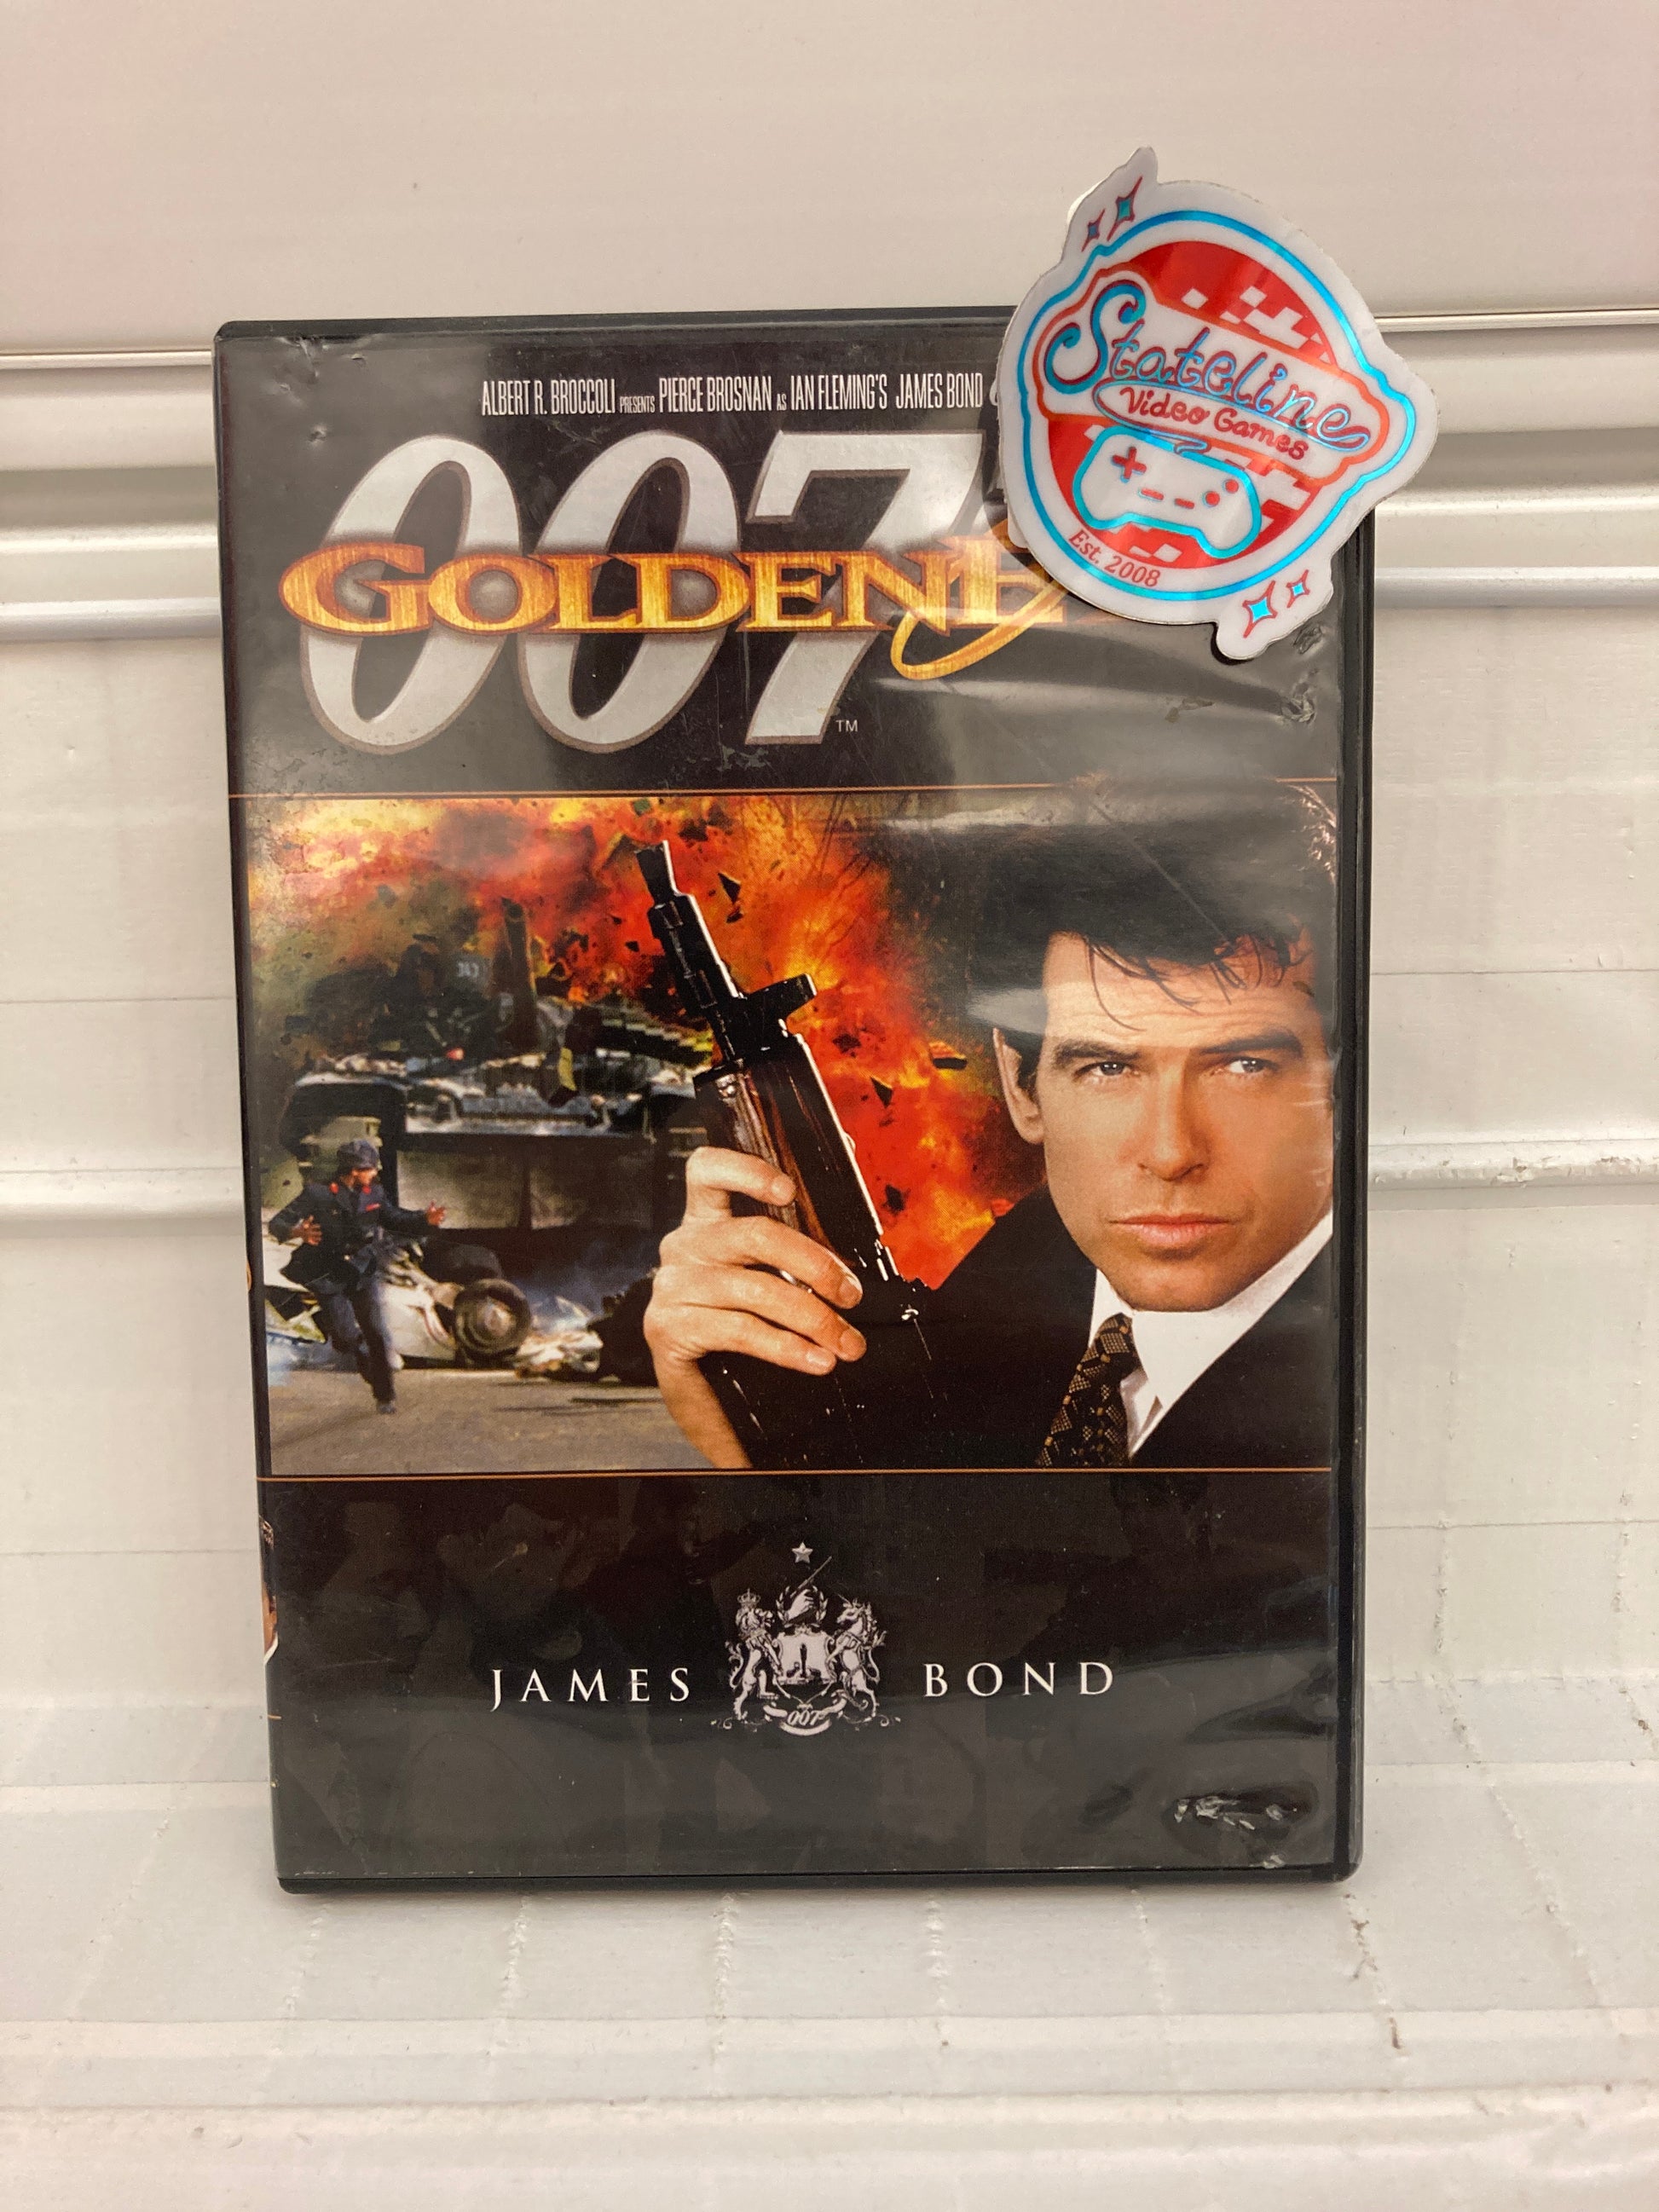 ALBERT R. BROCCOLI PRESENTS PIERCE BROSNAN AS IAN FLEMING'S JAMES BOND
007
GOLDENE
TM
Stateline
Video Games
Est. 2008
JAMES BOND
007